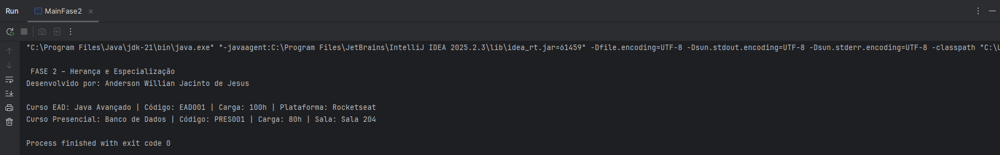 Run MainFase2
"C:\Program Files\Java\jdk-21\bin\java.exe" "-javaagent:C:\Program Files\JetBrains\IntelliJ IDEA 2025.2.3\lib\idea_rt.jar=61459" -Dfile.encoding=UTF-8 -Dsun.stdout.encoding=UTF-8 -Dsun.stderr.encoding=UTF-8 -classpath "C:\U
FASE 2 – Herança e Especialização
Desenvolvido por: Anderson Willian Jacinto de Jesus
Curso EAD: Java Avançado | Código: EAD001 | Carga: 100h | Plataforma: Rocketseat
Curso Presencial: Banco de Dados | Código: PRES001 | Carga: 80h | Sala: Sala 204
Process finished with exit code 0